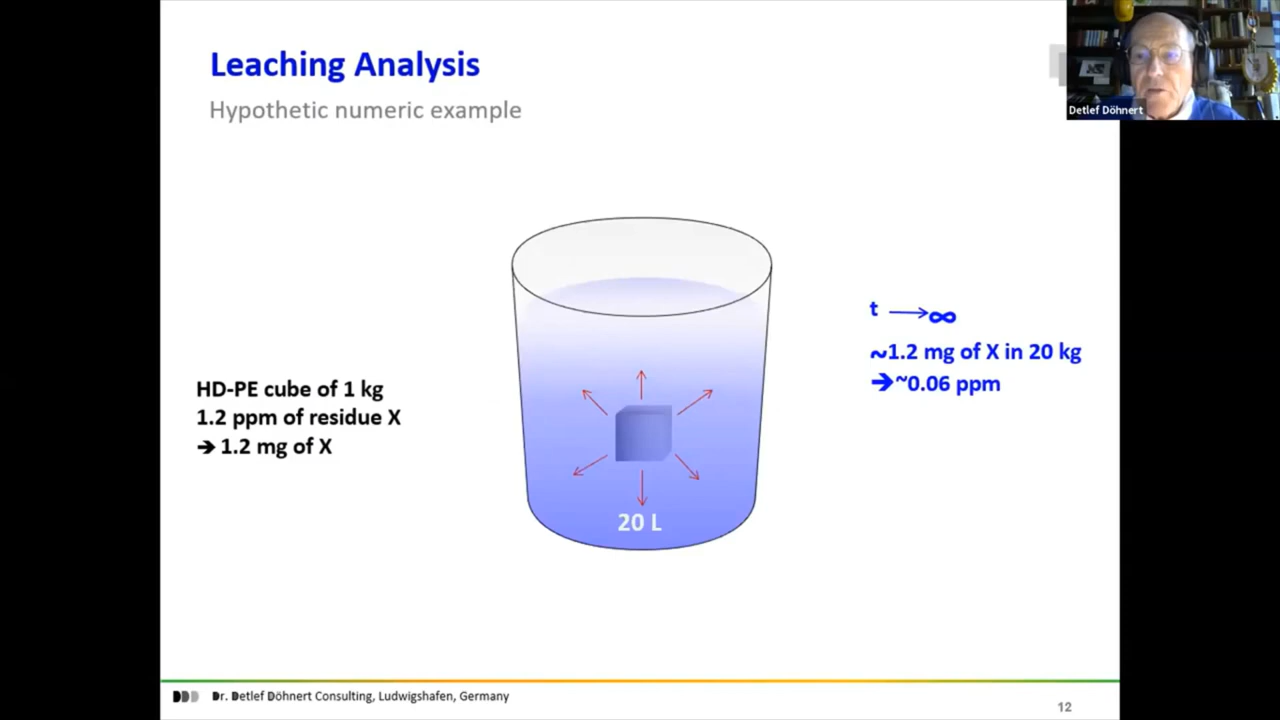 Leaching Analysis
Hypothetic numeric example
Detlef Döhnert
HD-PE cube of 1 kg
1.2 ppm of residue X
➔ 1.2 mg of X
20 L
t ⟶ ∞
~1.2 mg of X in 20 kg
➔ ~0.06 ppm
DDD Dr. Detlef Döhnert Consulting, Ludwigshafen, Germany
12